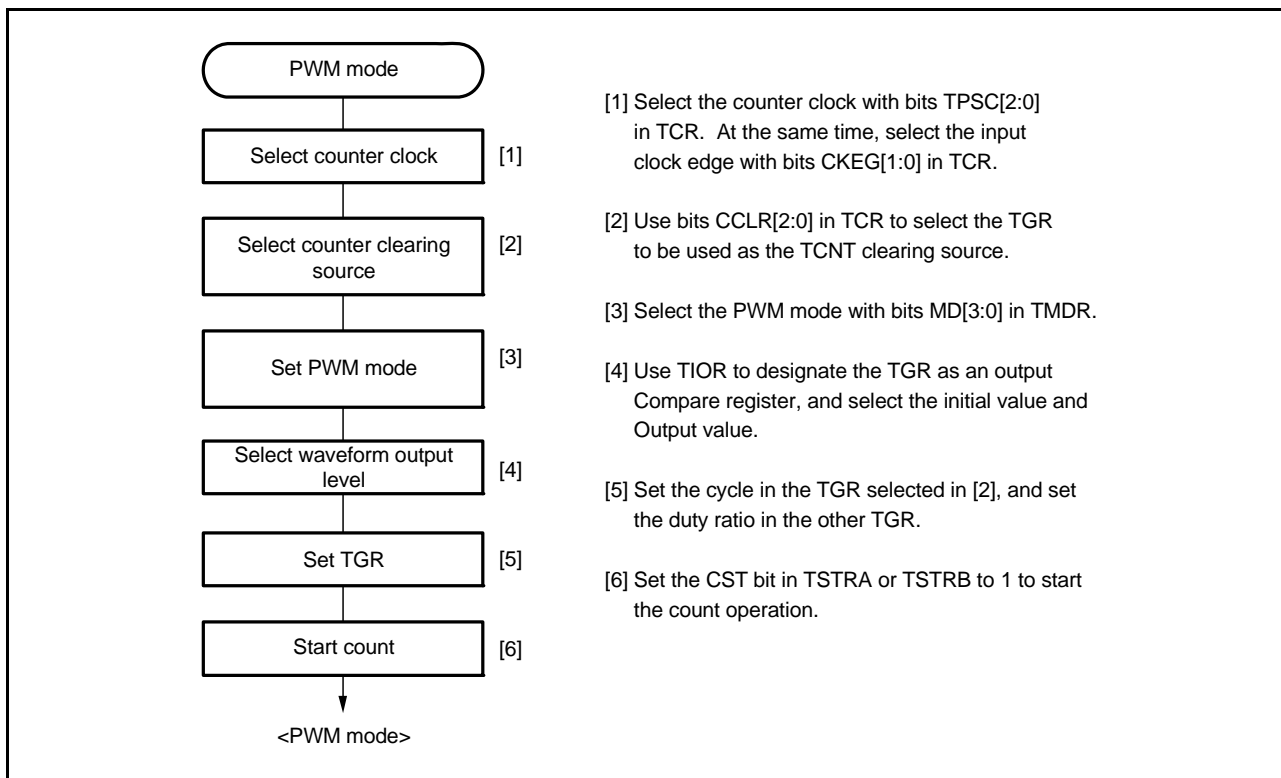 PWM mode
Select counter clock
[1]
Select counter clearing
source
[2]
Set PWM mode
[3]
Select waveform output
level
[4]
Set TGR
[5]
Start count
[6]
<PWM mode>
[1] Select the counter clock with bits TPSC[2:0]
in TCR.  At the same time, select the input
clock edge with bits CKEG[1:0] in TCR.
[2] Use bits CCLR[2:0] in TCR to select the TGR
to be used as the TCNT clearing source.
[3] Select the PWM mode with bits MD[3:0] in TMDR.
[4] Use TIOR to designate the TGR as an output
Compare register, and select the initial value and
Output value.
[5] Set the cycle in the TGR selected in [2], and set
the duty ratio in the other TGR.
[6] Set the CST bit in TSTRA or TSTRB to 1 to start
the count operation.